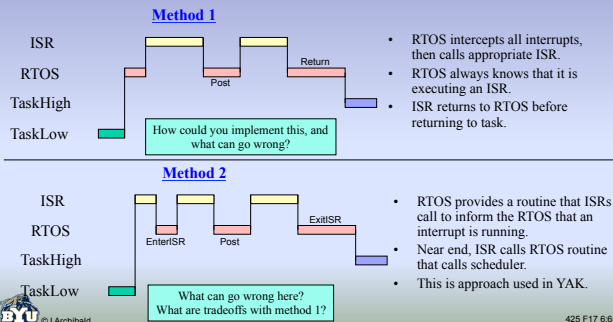 Method 1
ISR
RTOS
TaskHigh
TaskLow
Post
Return
How could you implement this, and
what can go wrong?
• RTOS intercepts all interrupts,
then calls appropriate ISR.
• RTOS always knows that it is
executing an ISR.
• ISR returns to RTOS before
returning to task.
Method 2
ISR
RTOS
TaskHigh
TaskLow
EnterISR
Post
ExitISR
What can go wrong here?
What are tradeoffs with method 1?
• RTOS provides a routine that ISRs
call to inform the RTOS that an
interrupt is running.
• Near end, ISR calls RTOS routine
that calls scheduler.
• This is approach used in YAK.
BYU
© J Archibald
425 F17 6:6